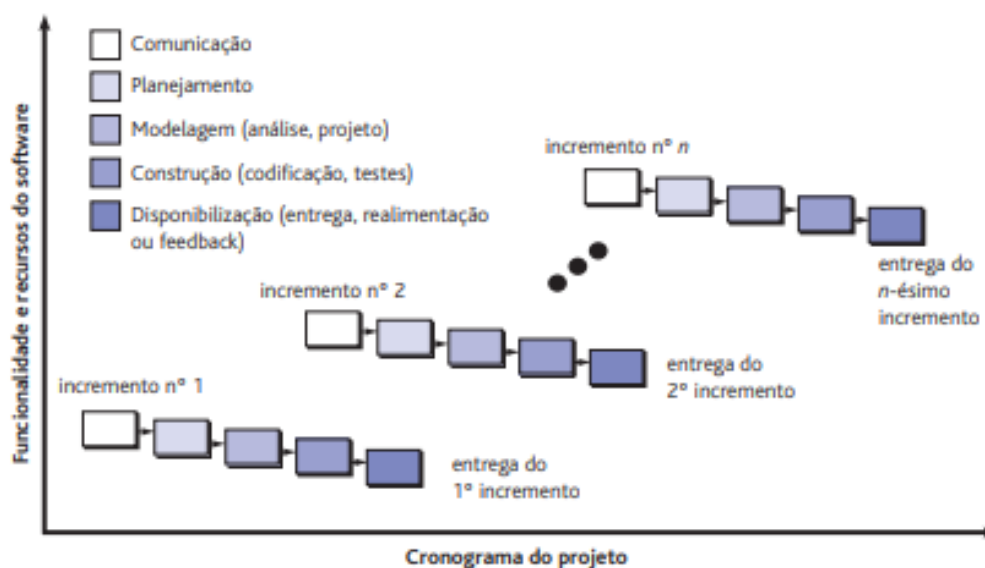 Funcionalidade e recursos do software
Comunicação
Planejamento
Modelagem (análise, projeto)
Construção (codificação, testes)
Disponibilização (entrega, realimentação
ou feedback)
incremento nº n
entrega do
n-ésimo
incremento
incremento nº 2
entrega do
2º incremento
incremento nº 1
entrega do
1º incremento
Cronograma do projeto